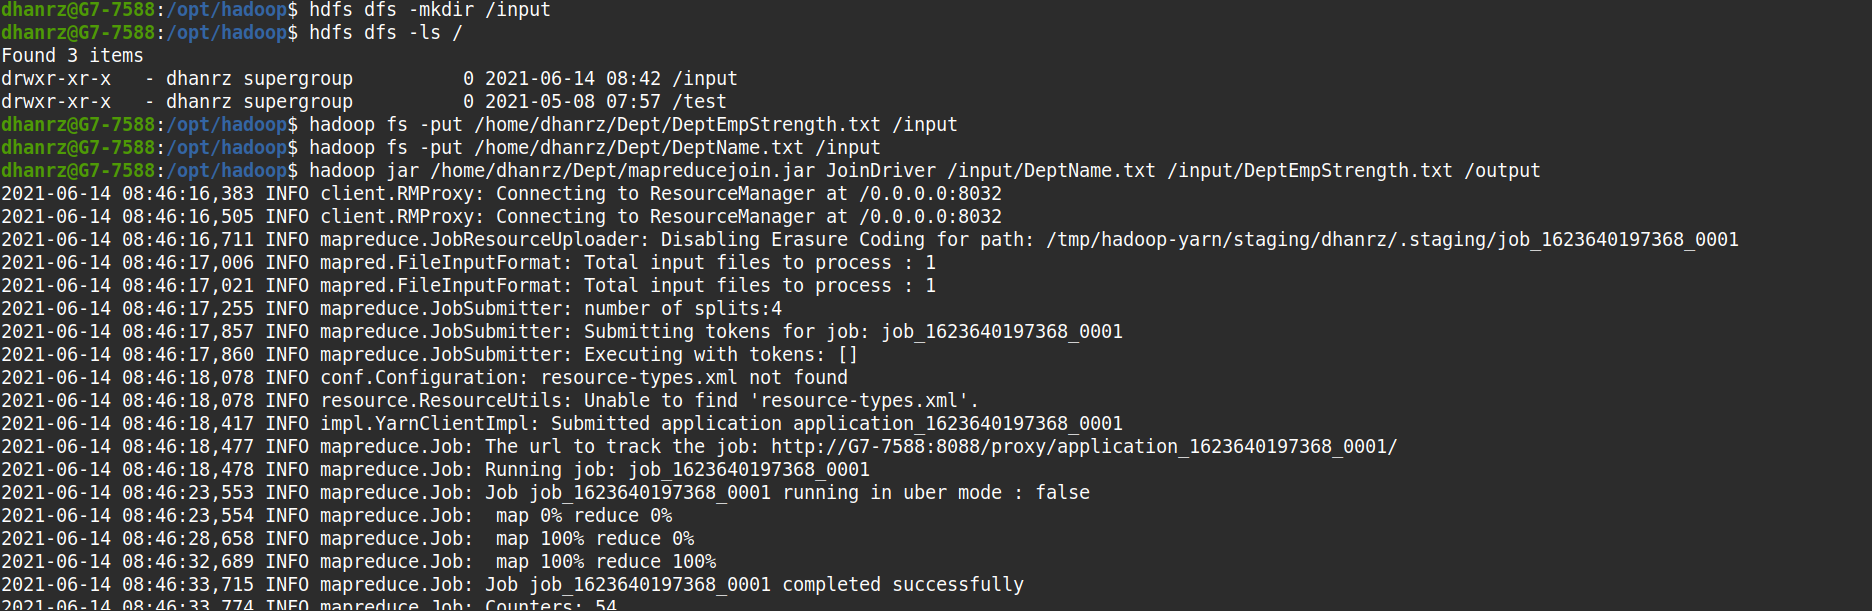 dhanrz@G7-7588:/opt/hadoop$ hdfs dfs -mkdir /input
dhanrz@G7-7588:/opt/hadoop$ hdfs dfs -ls /
Found 3 items
drwxr-xr-x   - dhanrz supergroup          0 2021-06-14 08:42 /input
drwxr-xr-x   - dhanrz supergroup          0 2021-05-08 07:57 /test
dhanrz@G7-7588:/opt/hadoop$ hadoop fs -put /home/dhanrz/Dept/DeptEmpStrength.txt /input
dhanrz@G7-7588:/opt/hadoop$ hadoop fs -put /home/dhanrz/Dept/DeptName.txt /input
dhanrz@G7-7588:/opt/hadoop$ hadoop jar /home/dhanrz/Dept/mapreducejoin.jar JoinDriver /input/DeptName.txt /input/DeptEmpStrength.txt /output
2021-06-14 08:46:16,383 INFO client.RMProxy: Connecting to ResourceManager at /0.0.0.0:8032
2021-06-14 08:46:16,505 INFO client.RMProxy: Connecting to ResourceManager at /0.0.0.0:8032
2021-06-14 08:46:16,711 INFO mapreduce.JobResourceUploader: Disabling Erasure Coding for path: /tmp/hadoop-yarn/staging/dhanrz/.staging/job_1623640197368_0001
2021-06-14 08:46:17,006 INFO mapred.FileInputFormat: Total input files to process : 1
2021-06-14 08:46:17,021 INFO mapred.FileInputFormat: Total input files to process : 1
2021-06-14 08:46:17,255 INFO mapreduce.JobSubmitter: number of splits:4
2021-06-14 08:46:17,857 INFO mapreduce.JobSubmitter: Submitting tokens for job: job_1623640197368_0001
2021-06-14 08:46:17,860 INFO mapreduce.JobSubmitter: Executing with tokens: []
2021-06-14 08:46:18,078 INFO conf.Configuration: resource-types.xml not found
2021-06-14 08:46:18,078 INFO resource.ResourceUtils: Unable to find 'resource-types.xml'.
2021-06-14 08:46:18,417 INFO impl.YarnClientImpl: Submitted application application_1623640197368_0001
2021-06-14 08:46:18,477 INFO mapreduce.Job: The url to track the job: http://G7-7588:8088/proxy/application_1623640197368_0001/
2021-06-14 08:46:18,478 INFO mapreduce.Job: Running job: job_1623640197368_0001
2021-06-14 08:46:23,553 INFO mapreduce.Job: Job job_1623640197368_0001 running in uber mode : false
2021-06-14 08:46:23,554 INFO mapreduce.Job:  map 0% reduce 0%
2021-06-14 08:46:28,658 INFO mapreduce.Job:  map 100% reduce 0%
2021-06-14 08:46:32,689 INFO mapreduce.Job:  map 100% reduce 100%
2021-06-14 08:46:33,715 INFO mapreduce.Job: Job job_1623640197368_0001 completed successfully
2021-06-14 08:46:33,774 INFO mapreduce.Job: Counters: 54